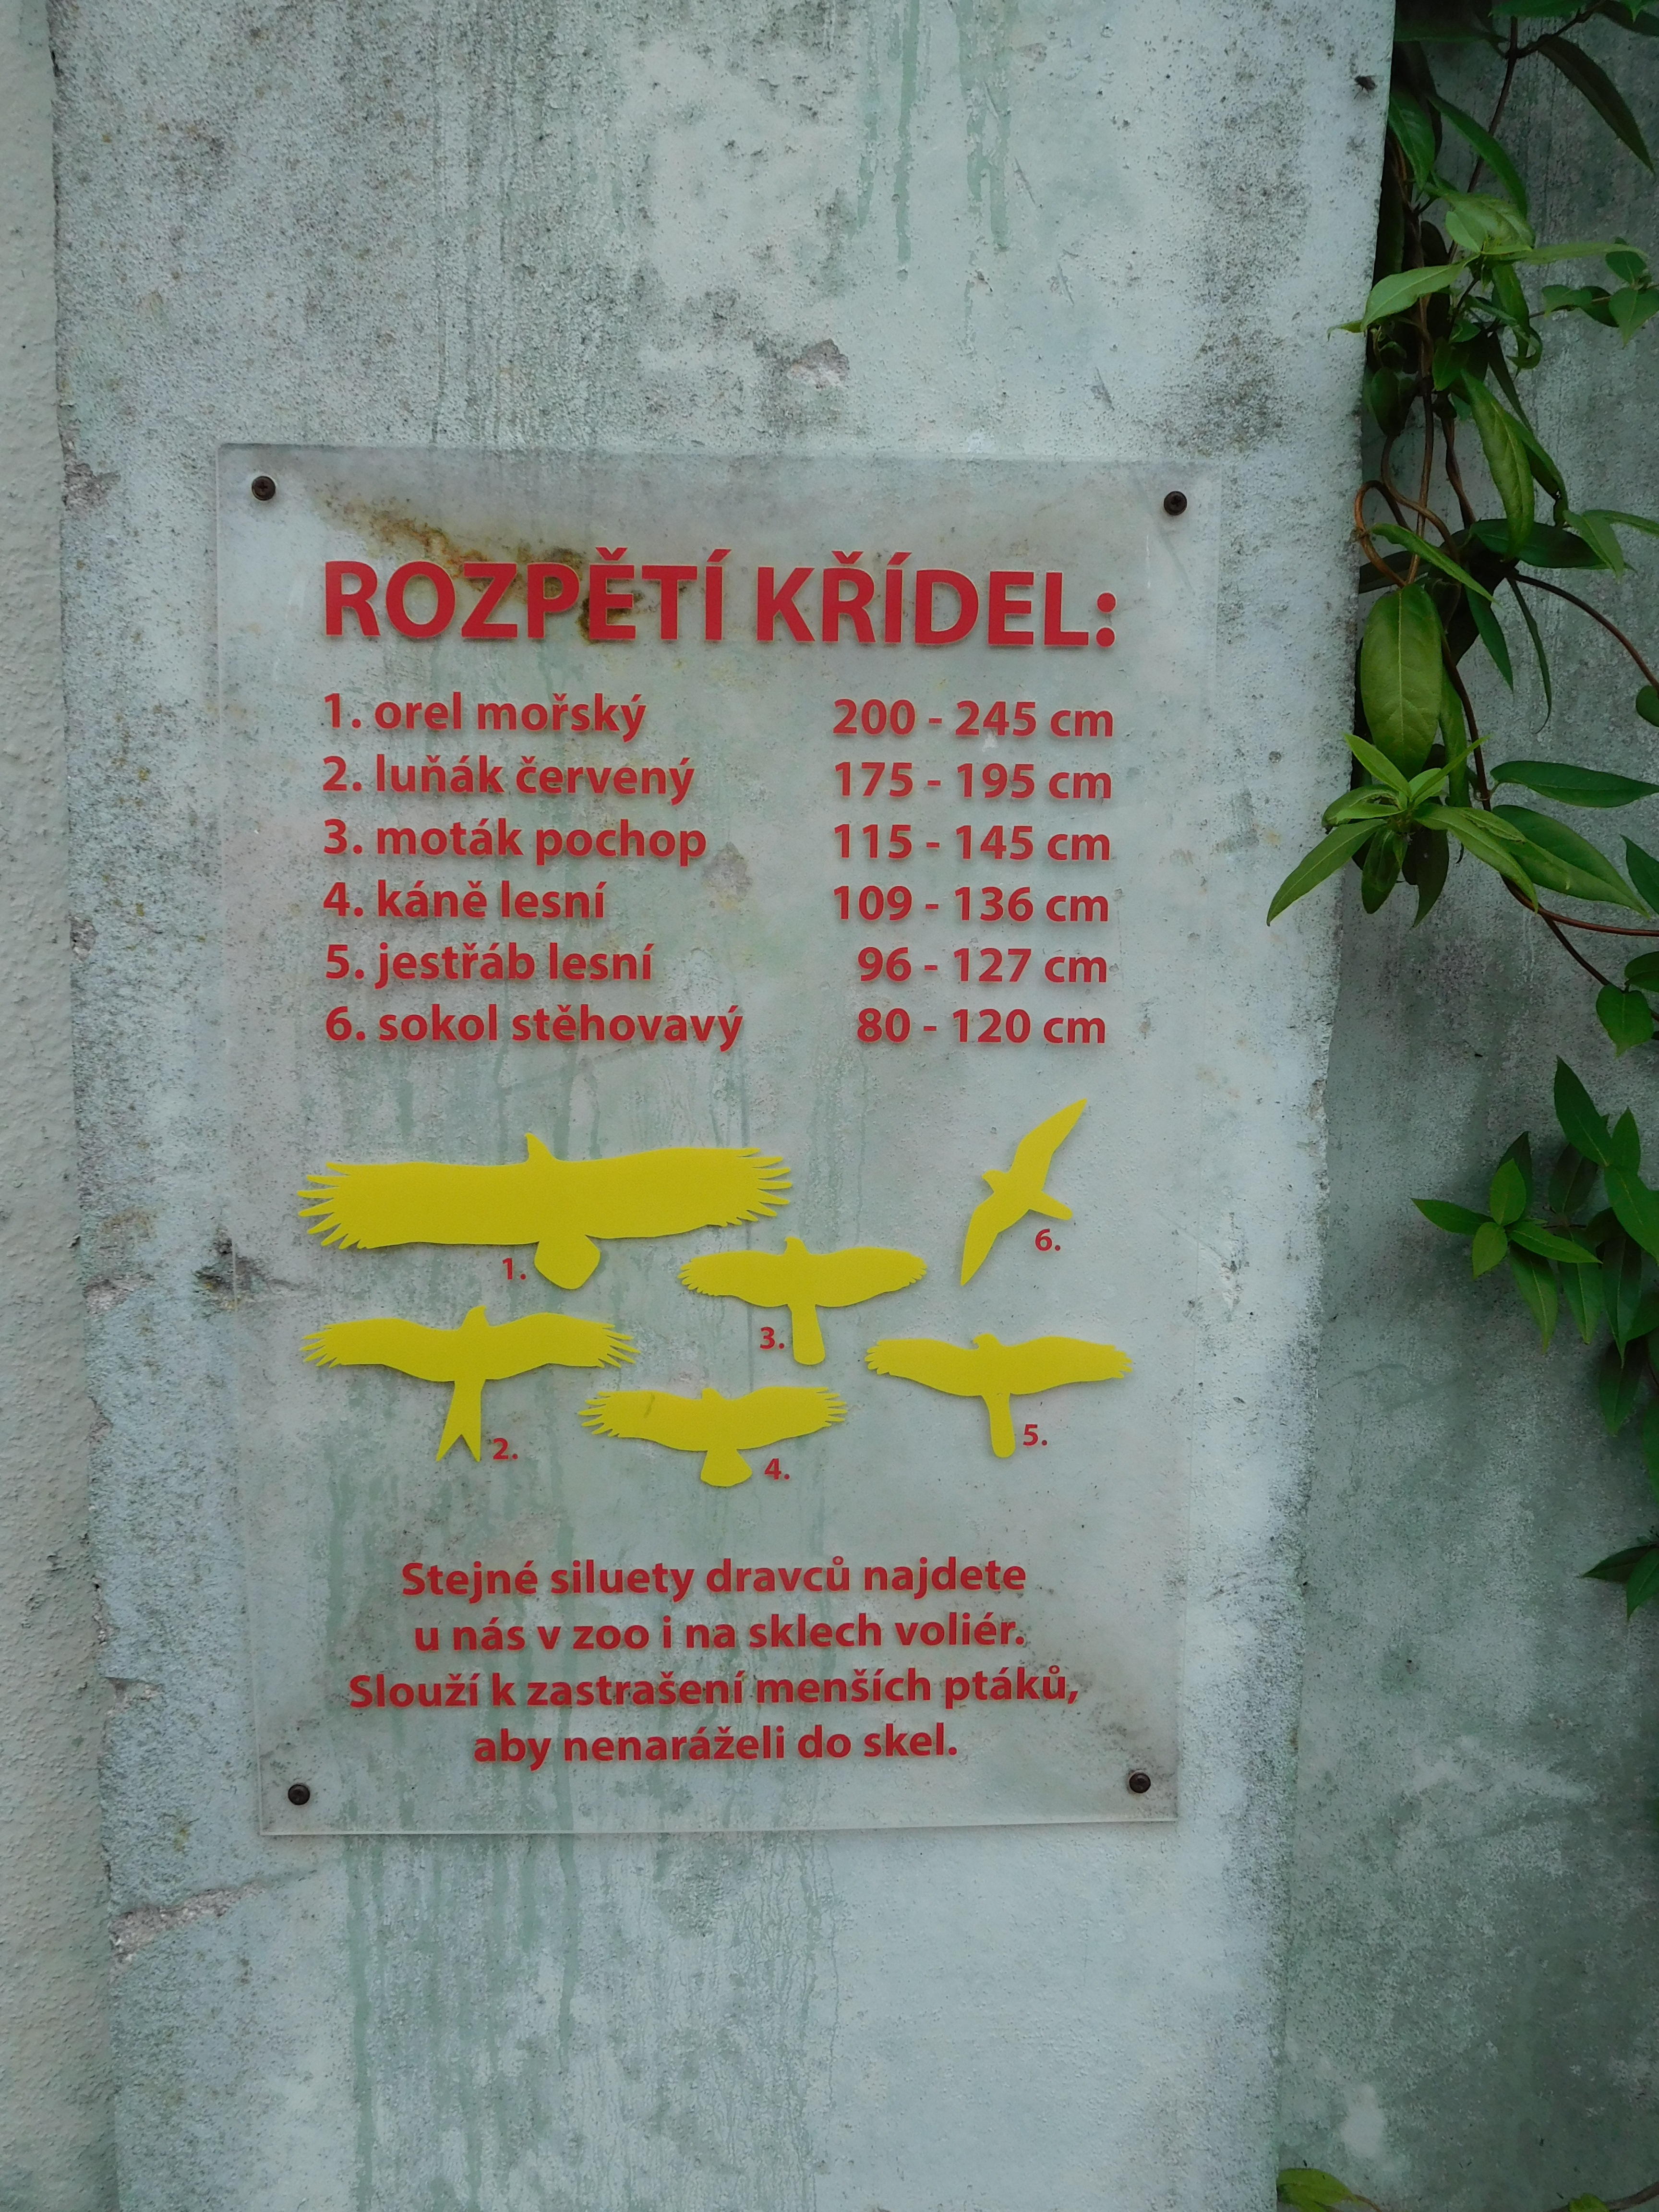 ROZPĚTÍ KŘÍDEL:
1. orel mořský 200 - 245 cm
2. luňák červený 175 - 195 cm
3. moták pochop 115 - 145 cm
4. káně lesní 109 - 136 cm
5. jestřáb lesní 96 - 127 cm
6. sokol stěhovavý 80 - 120 cm
6.
1.
3.
5.
2.
4.
Stejné siluety dravců najdete
u nás v zoo i na sklech voliér.
Slouží k zastrašení menších ptáků,
aby nenaráželi do skel.